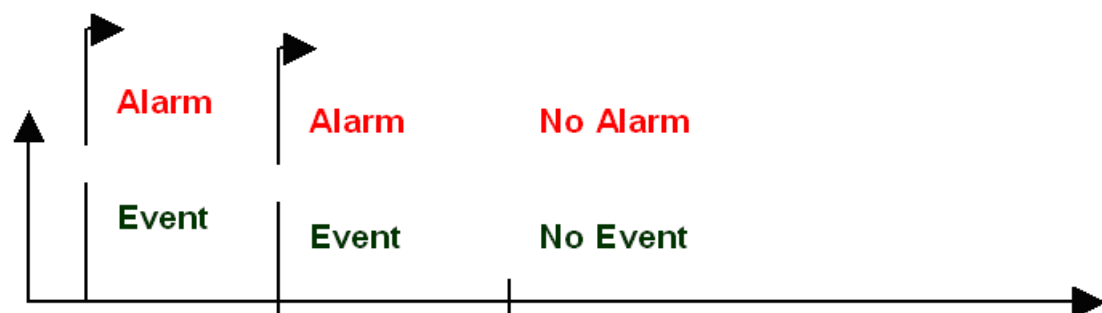 Alarm
Alarm
No Alarm
Event
Event
No Event